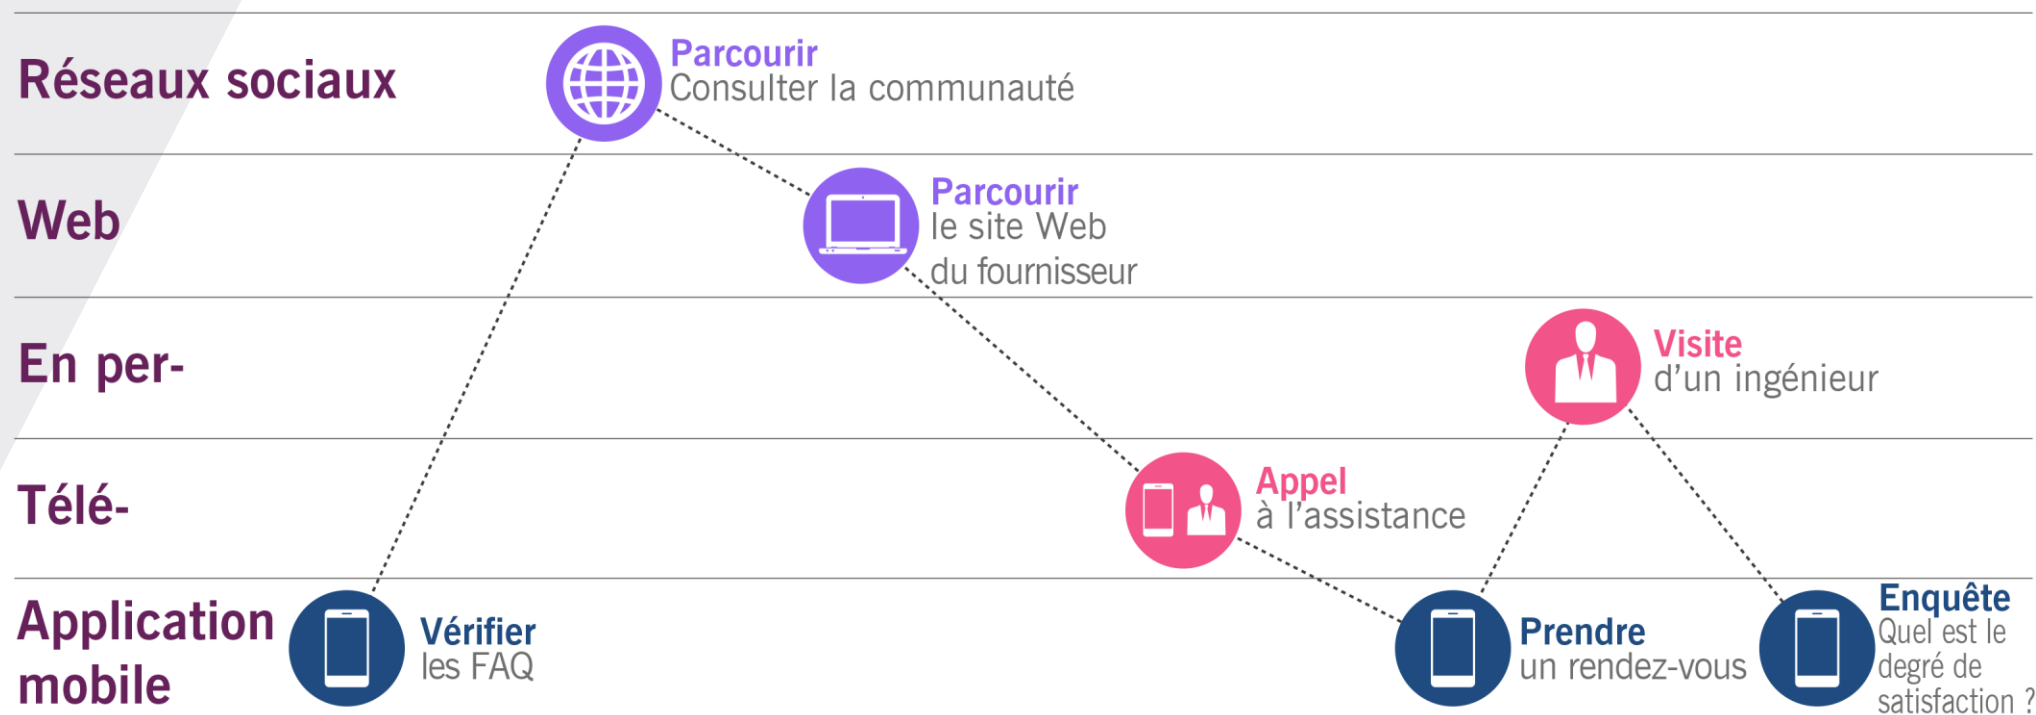 Réseaux sociaux
Parcourir
Consulter la communauté
Web
Parcourir
le site Web
du fournisseur
En per-
Visite
d’un ingénieur
Télé-
Appel
à l’assistance
Application
mobile
Vérifier
les FAQ
Prendre
un rendez-vous
Enquête
Quel est le
degré de
satisfaction ?